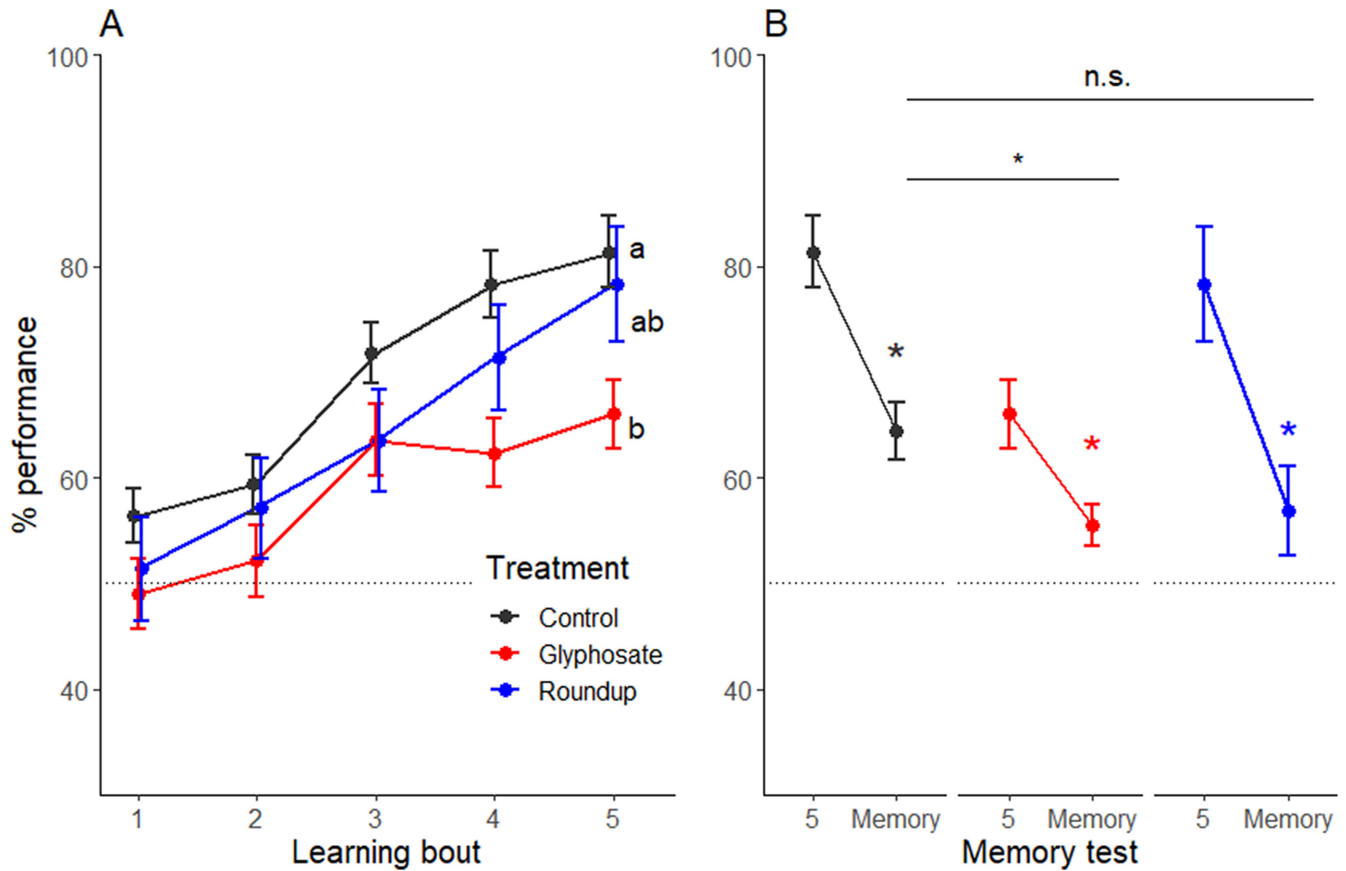 A
100
80
60
40
% performance
a
ab
b
Treatment
Control
Glyphosate
Roundup
1 2 3 4 5
Learning bout
B
100
80
60
40
n.s.
*
*
*
*
5 Memory 5 Memory 5 Memory
Memory test